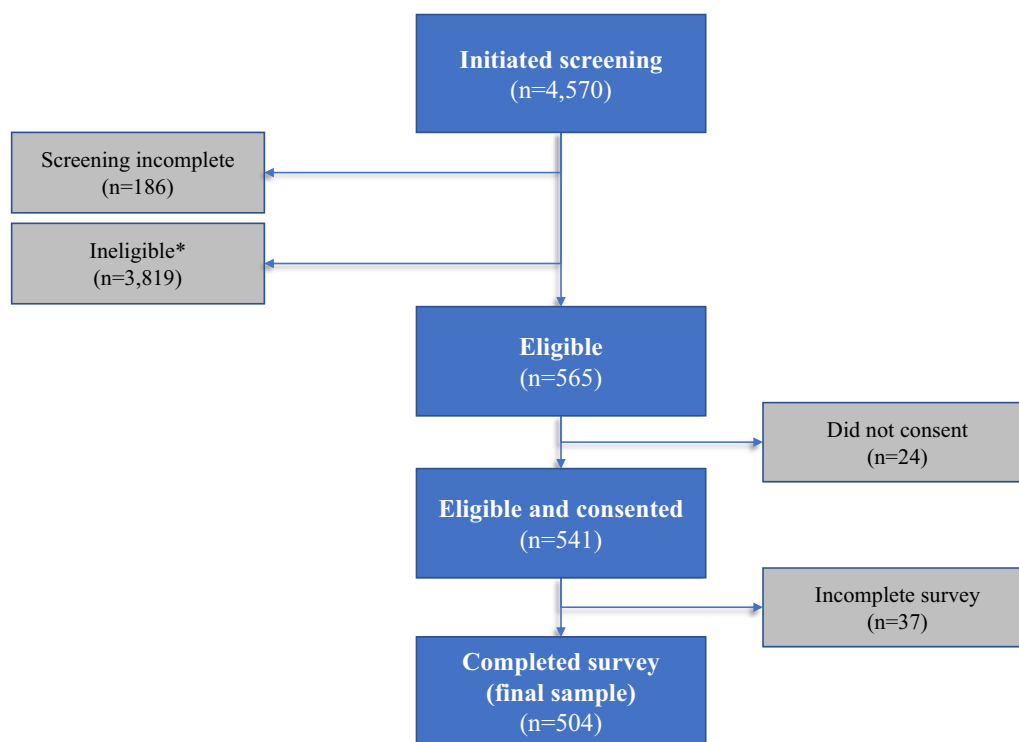 Initiated screening
(n=4,570)
Screening incomplete
(n=186)
Ineligible*
(n=3,819)
Eligible
(n=565)
Did not consent
(n=24)
Eligible and consented
(n=541)
Incomplete survey
(n=37)
Completed survey
(final sample)
(n=504)